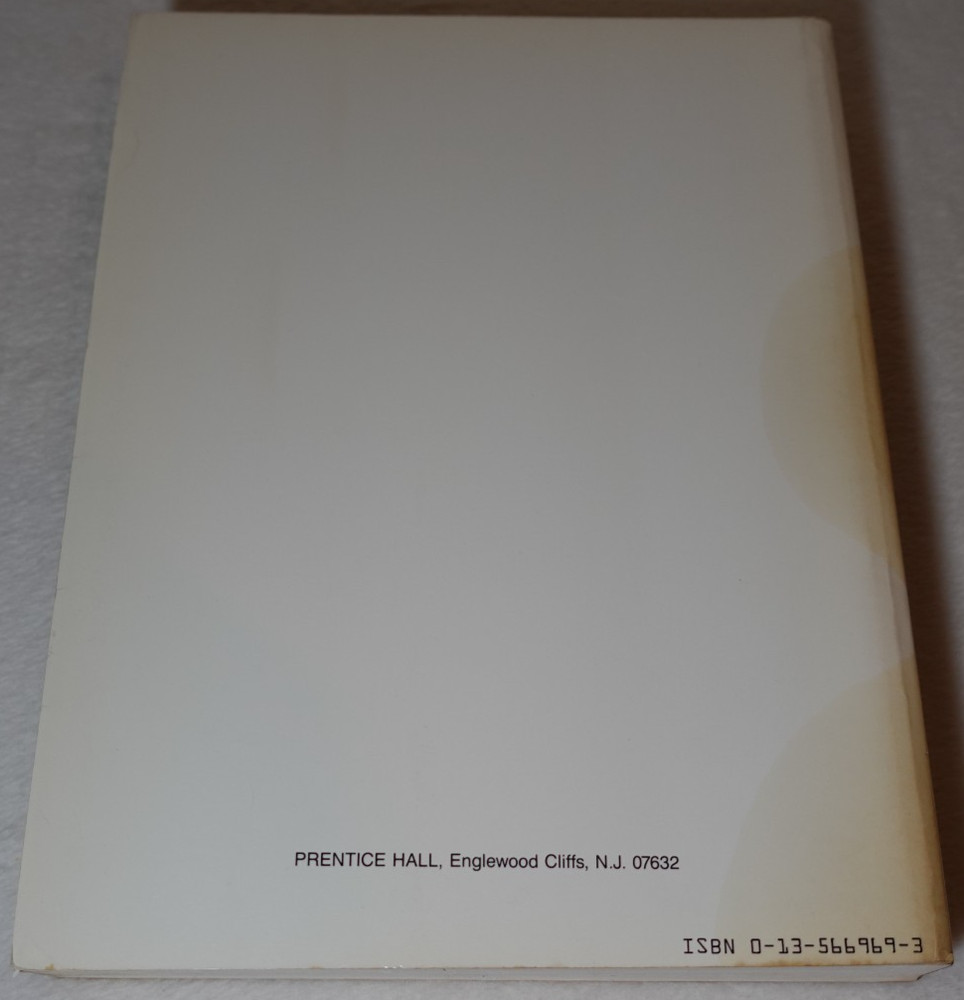 PRENTICE HALL, Englewood Cliffs, N.J. 07632
ISBN 0-13-566969-3